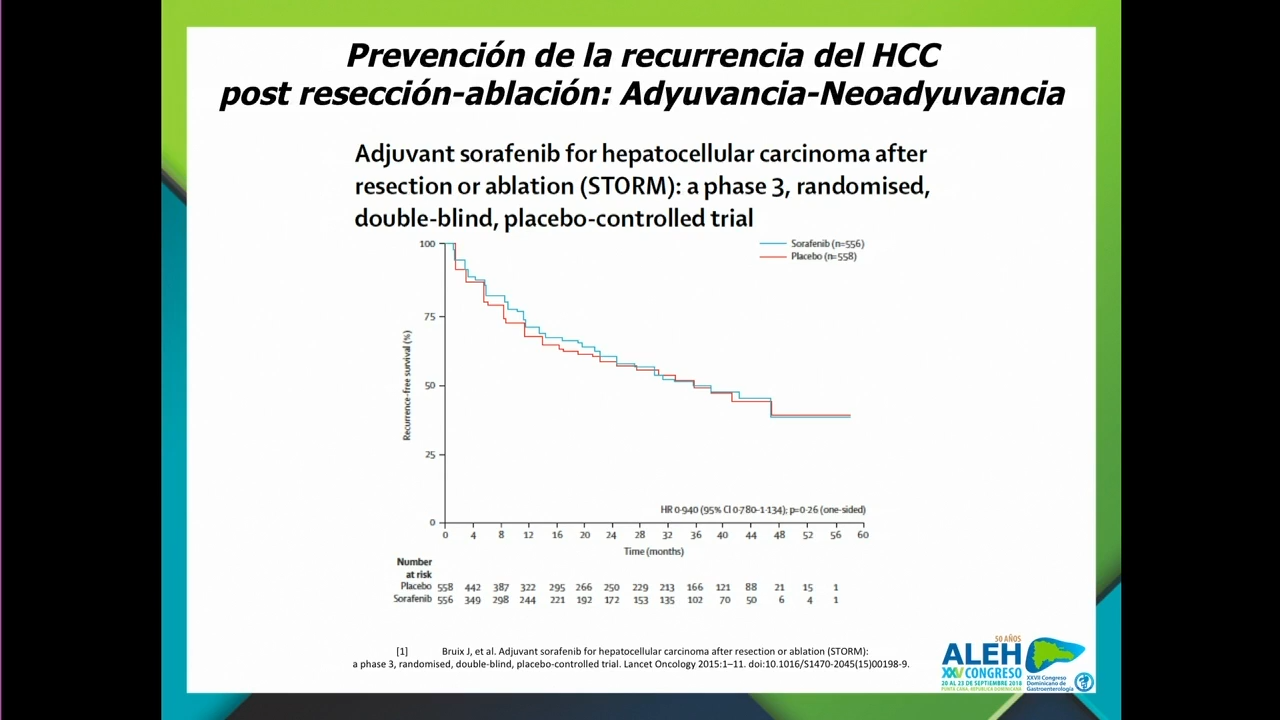 Prevención de la recurrencia del HCC
post resección-ablación: Adyuvancia-Neoadyuvancia
Adjuvant sorafenib for hepatocellular carcinoma after
resection or ablation (STORM): a phase 3, randomised,
double-blind, placebo-controlled trial
Sorafenib (n=556)
Placebo (n=558)
Recurrence-free survival (%)
100
75
50
25
0
HR 0·940 (95% CI 0·780–1·134); p=0·26 (one-sided)
0 4 8 12 16 20 24 28 32 36 40 44 48 52 56 60
Time (months)
Number
at risk
Placebo 558 442 387 322 295 266 250 229 213 166 121 88 21 15 1
Sorafenib 556 349 298 244 221 192 172 153 135 102 70 50 6 4 1
[1] Bruix J, et al. Adjuvant sorafenib for hepatocellular carcinoma after resection or ablation (STORM):
a phase 3, randomised, double-blind, placebo-controlled trial. Lancet Oncology 2015:1–11. doi:10.1016/S1470-2045(15)00198-9.
50 AÑOS
ALEH
XXV CONGRESO
20 AL 23 DE SEPTIEMBRE 2018
PUNTA CANA, REPUBLICA DOMINICANA
XXVII Congreso
Dominicano de
Gastroenterología